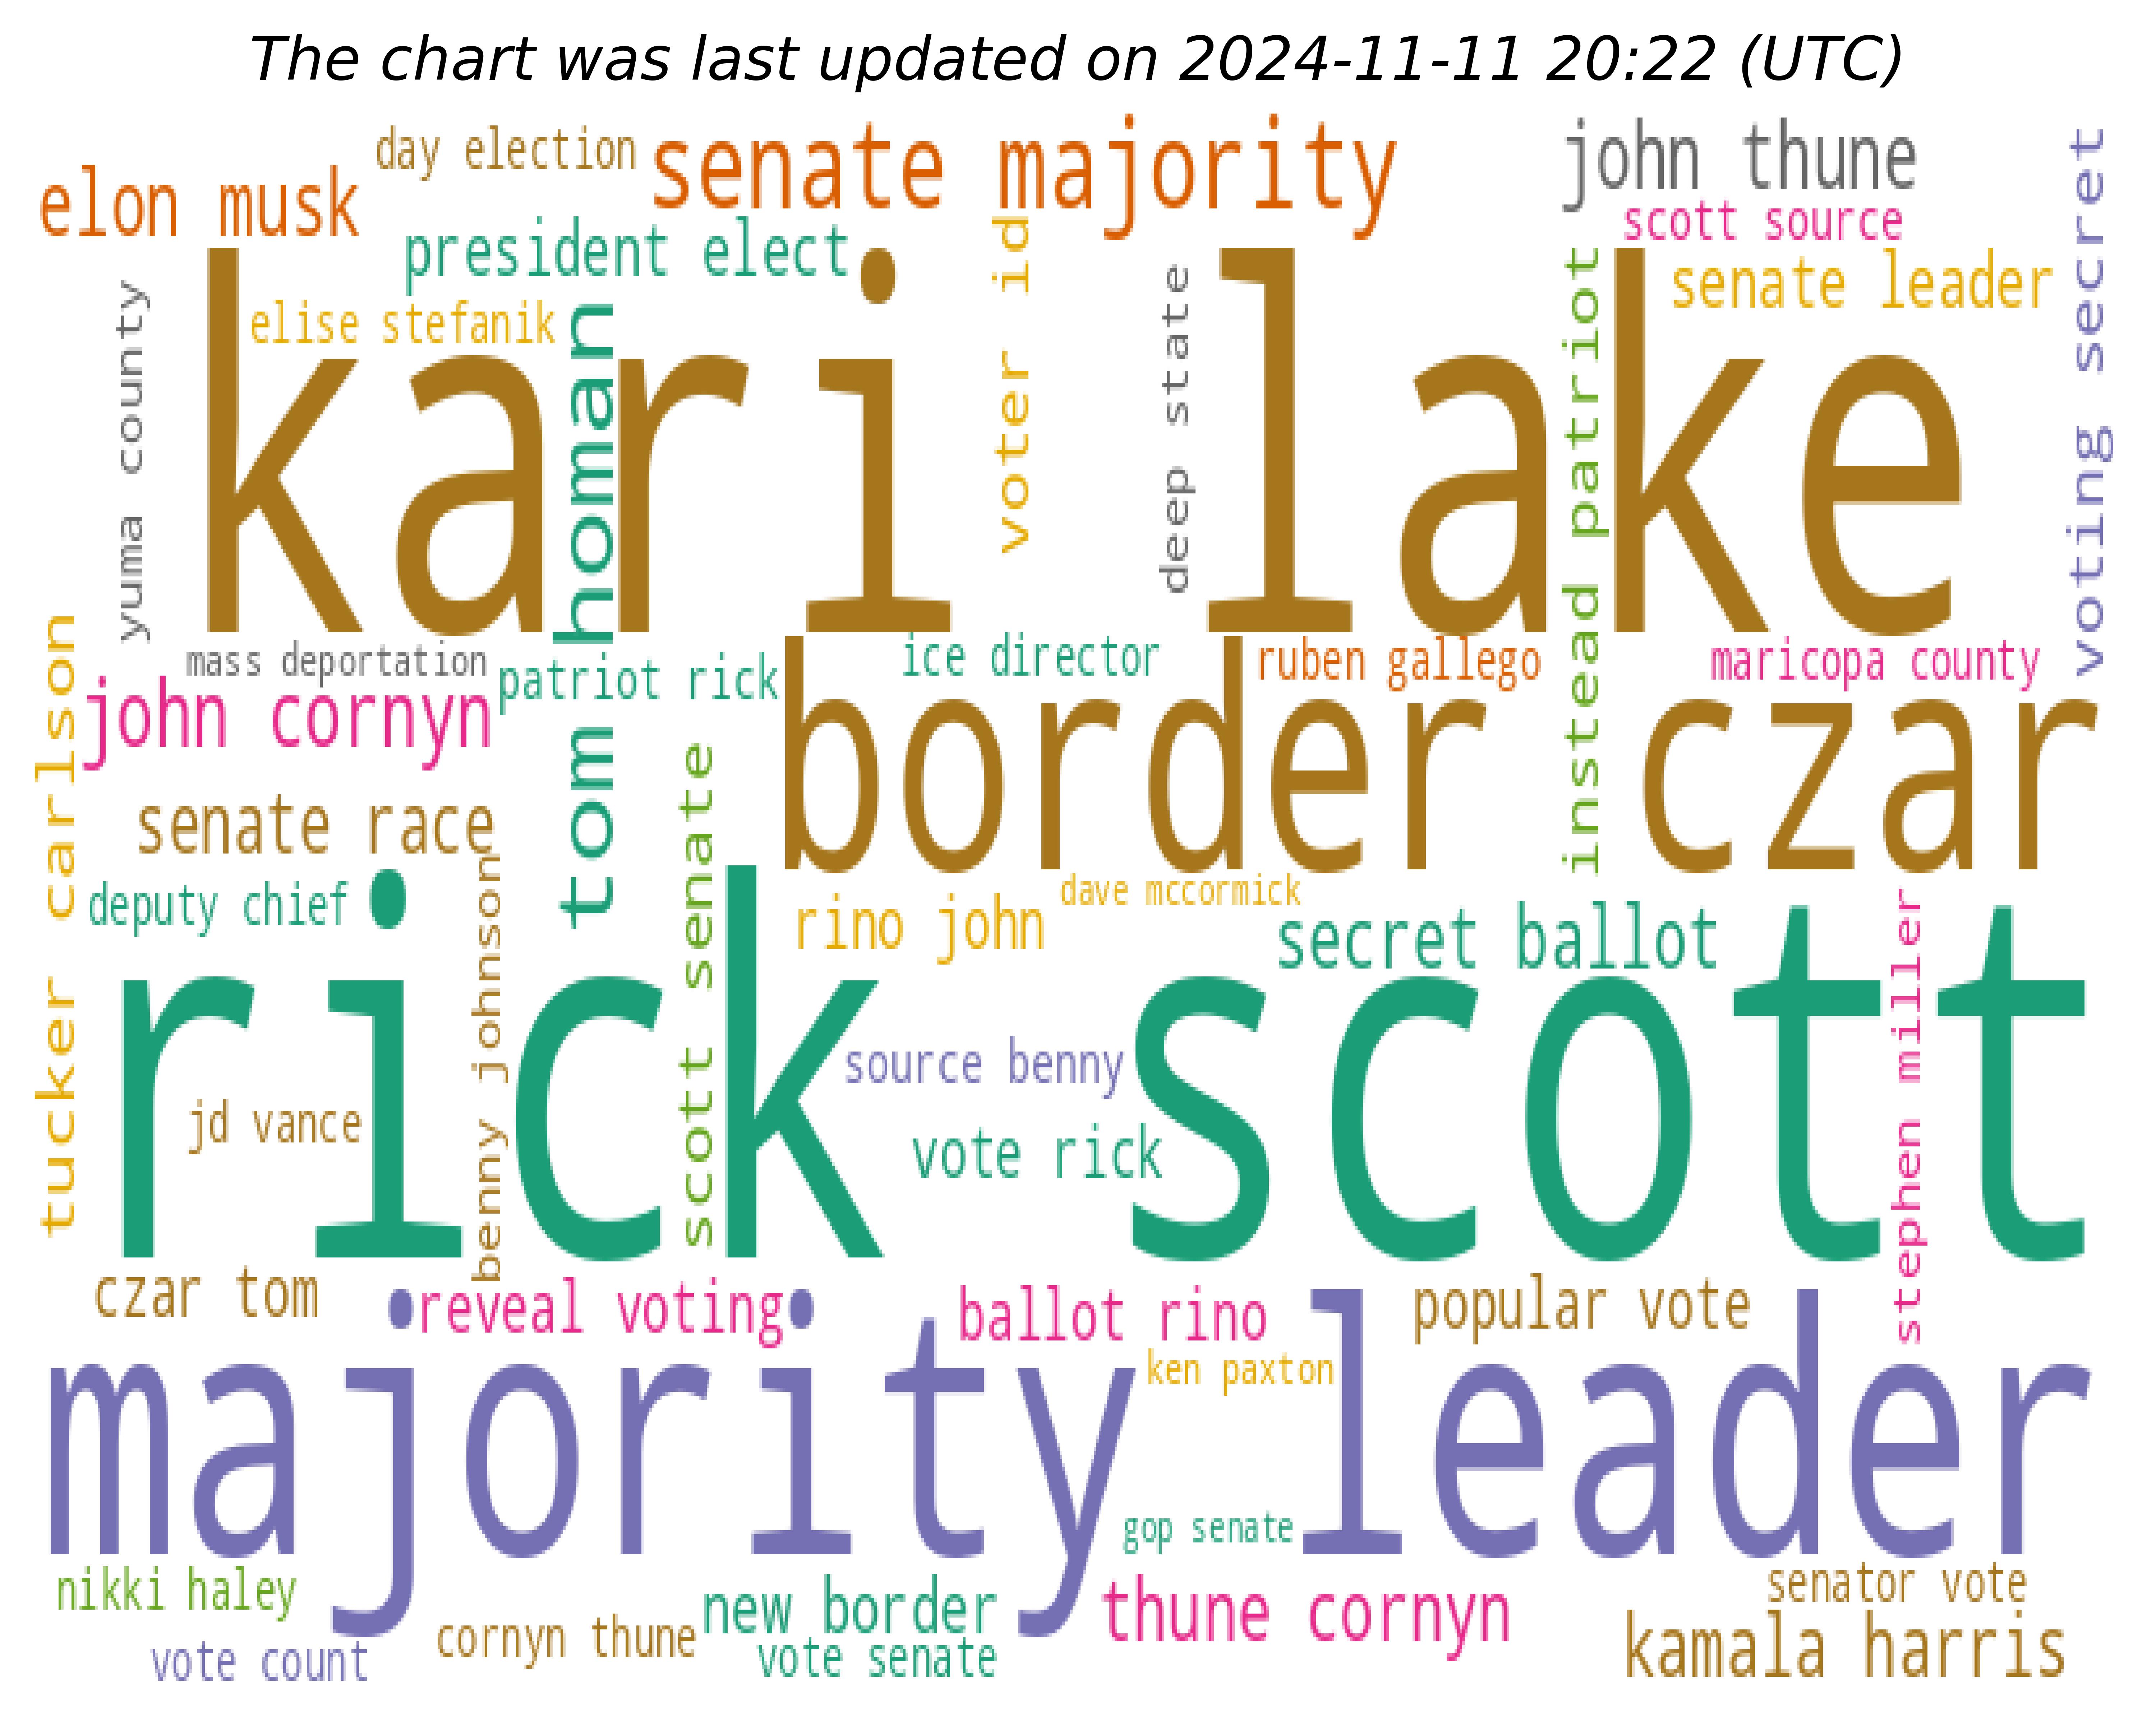 The chart was last updated on 2024-11-11 20:22 (UTC)
day election
senate majority
john thune
elon musk
scott source
president elect
voter id
deep state
senate leader
voting secret
elise stefanik
yuma county
kari lake
tom homan
instead patriot
mass deportation
patriot rick
ice director
ruben gallego
maricopa county
john cornyn
border czar
tucker carlson
senate race
scott senate
deputy chief
benny johnson
rino john
dave mccormick
secret ballot
stephen miller
rick scott
source benny
jd vance
vote rick
czar tom
reveal voting
ballot rino
popular vote
majority leader
ken paxton
gop senate
nikki haley
new border
thune cornyn
senator vote
cornyn thune
vote count
vote senate
kamala harris